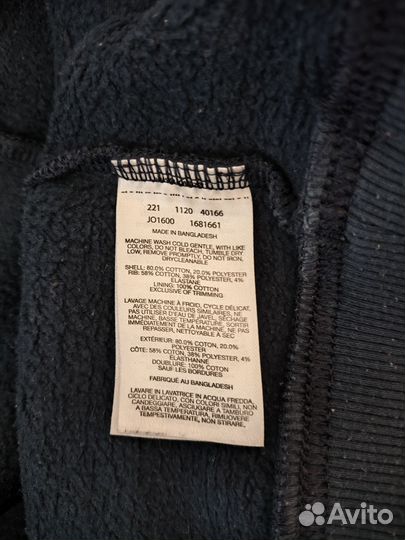 221 1120 40166
JO1600 1681661
MADE IN BANGLADESH
MACHINE WASH COLD GENTLE, WITH LIKE
COLORS, DO NOT BLEACH, TUMBLE DRY
LOW, REMOVE PROMPTLY, DO NOT IRON,
DRYCLEANABLE
SHELL: 80.0% COTTON, 20.0% POLYESTER
RIB: 58% COTTON, 38% POLYESTER, 4%
ELASTANE
LINING: 100% COTTON
EXCLUSIVE OF TRIMMING
LAVAGE MACHINE À FROID, CYCLE DÉLICAT,
AVEC DES COULEURS SIMILAIRES, NE
PAS UTILISER D'EAU DE JAVEL, SÉCHAGE
MACHINE, BASSE TEMPÉRATURE, SORTIR
IMMÉDIATEMENT DE LA MACHINE, NE PAS
REPASSER, NETTOYABLE À SEC
EXTÉRIEUR: 80.0% COTON, 20.0%
POLYESTER
CÔTE: 58% COTON, 38% POLYESTER, 4%
ELASTHANNE
DOUBLURE: 100% COTON
SAUF LES BORDURES
FABRIQUÉ AU BANGLADESH
LAVARE IN LAVATRICE IN ACQUA FREDDA,
CICLO DELICATO, CON COLORI SIMILI, NON
CANDEGGIARE, ASCIUGARE A TAMBURO
A BASSA TEMPERATURA, RIMUOVERE
TEMPESTIVAMENTE, NON STIRARE,
Avito